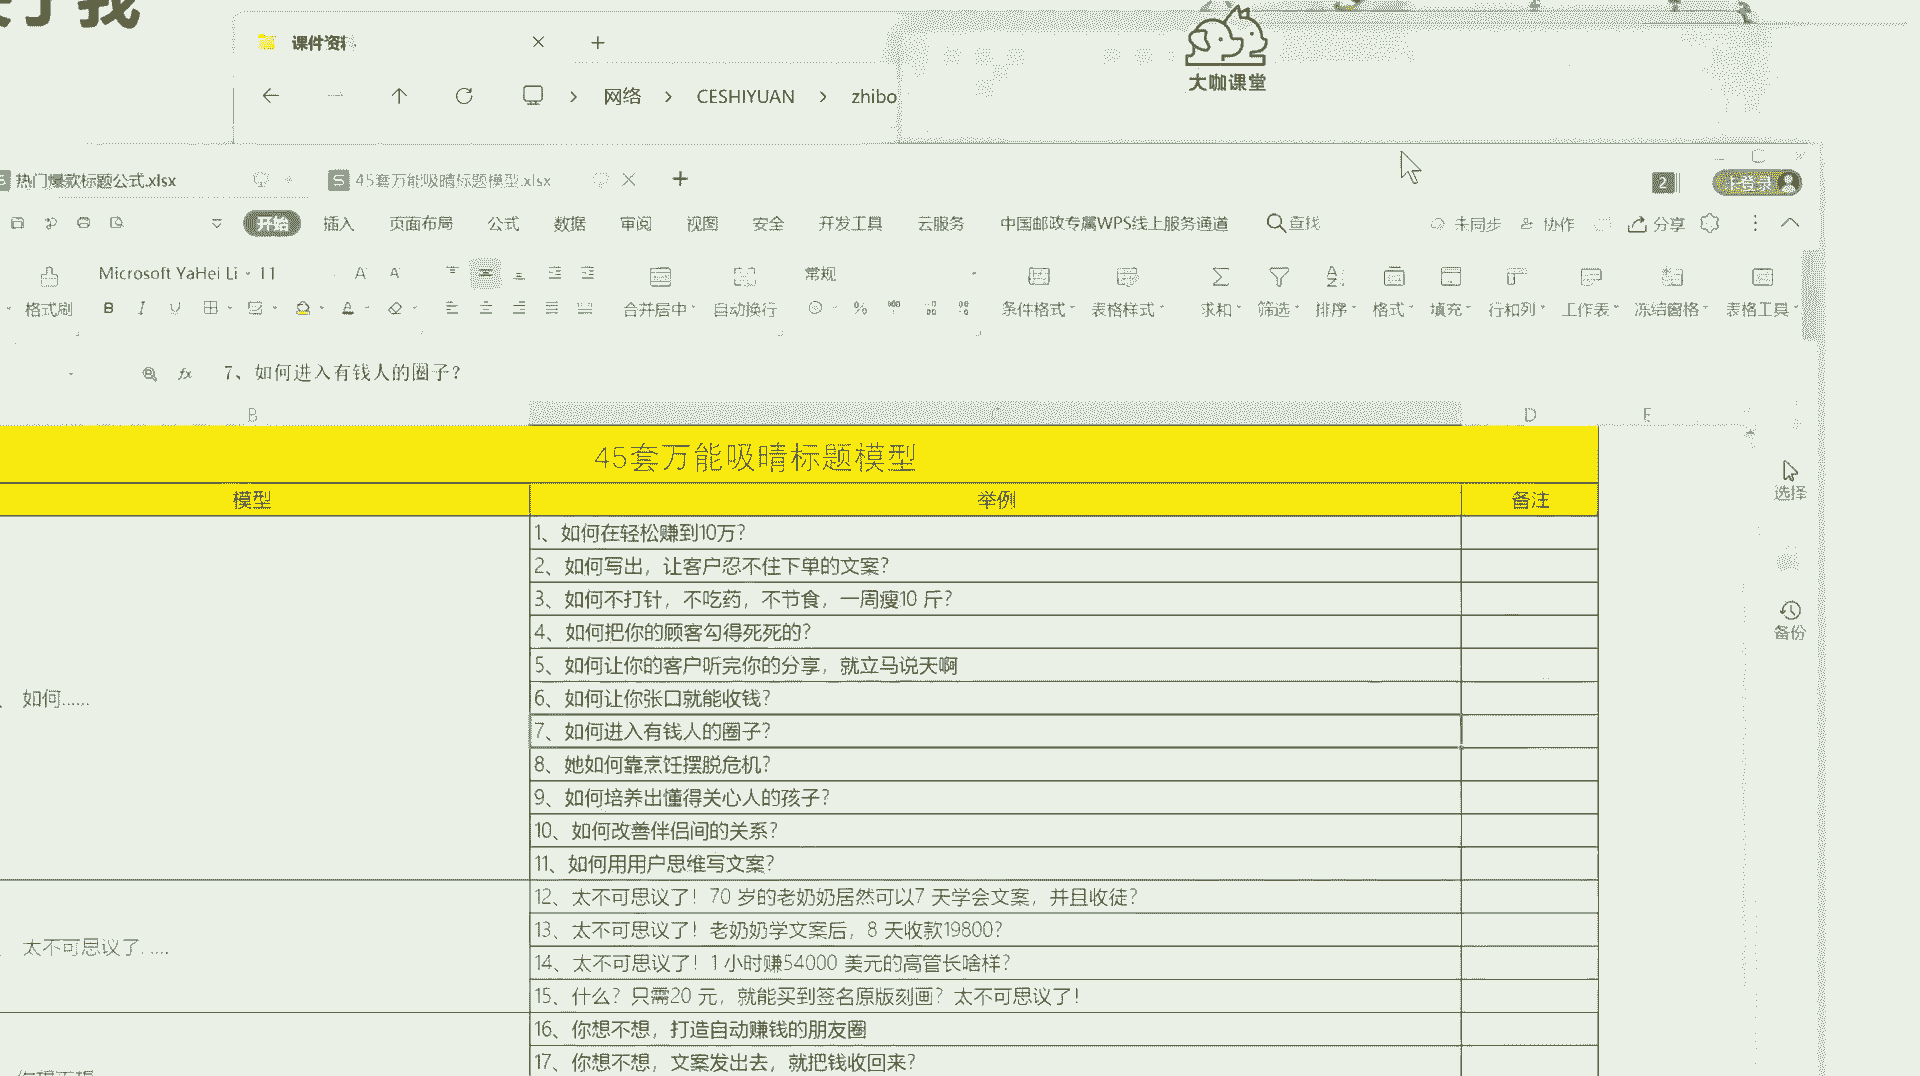 了我
课件资料
大咖课堂
网络 > CESHIYUAN > zhibo
热门爆款标题公式.xlsx
45套万能吸睛标题模型.xlsx
2
开始 插入 页面布局 公式 数据 审阅 视图 安全 开发工具 云服务 中国邮政专属WPS线上服务通道 查找 未同步 协作 分享
Microsoft YaHei Li 11 常规
格式刷 B I U 合并居中 自动换行 条件格式 表格样式 求和 筛选 排序 格式 填充 行和列 工作表 冻结窗格 表格工具
fx 7、如何进入有钱人的圈子？
B C D E
45套万能吸晴标题模型
模型 举例 备注
选择
备份
如何......
1、如何在轻松赚到10万？
2、如何写出，让客户忍不住下单的文案？
3、如何不打针，不吃药，不节食，一周瘦10 斤？
4、如何把你的顾客勾得死死的？
5、如何让你的客户听完你的分享，就立马说天啊
6、如何让你张口就能收钱？
7、如何进入有钱人的圈子？
8、她如何靠烹饪摆脱危机？
9、如何培养出懂得关心人的孩子？
10、如何改善伴侣间的关系？
11、如何用用户思维写文案？
太不可思议了......
12、太不可思议了！70 岁的老奶奶居然可以7 天学会文案，并且收徒？
13、太不可思议了！老奶奶学文案后，8 天收款19800？
14、太不可思议了！1 小时赚54000 美元的高管长啥样？
15、什么？只需20 元，就能买到签名原版刻画？太不可思议了！
16、你想不想，打造自动赚钱的朋友圈
17、你想不想，文案发出去，就把钱收回来？